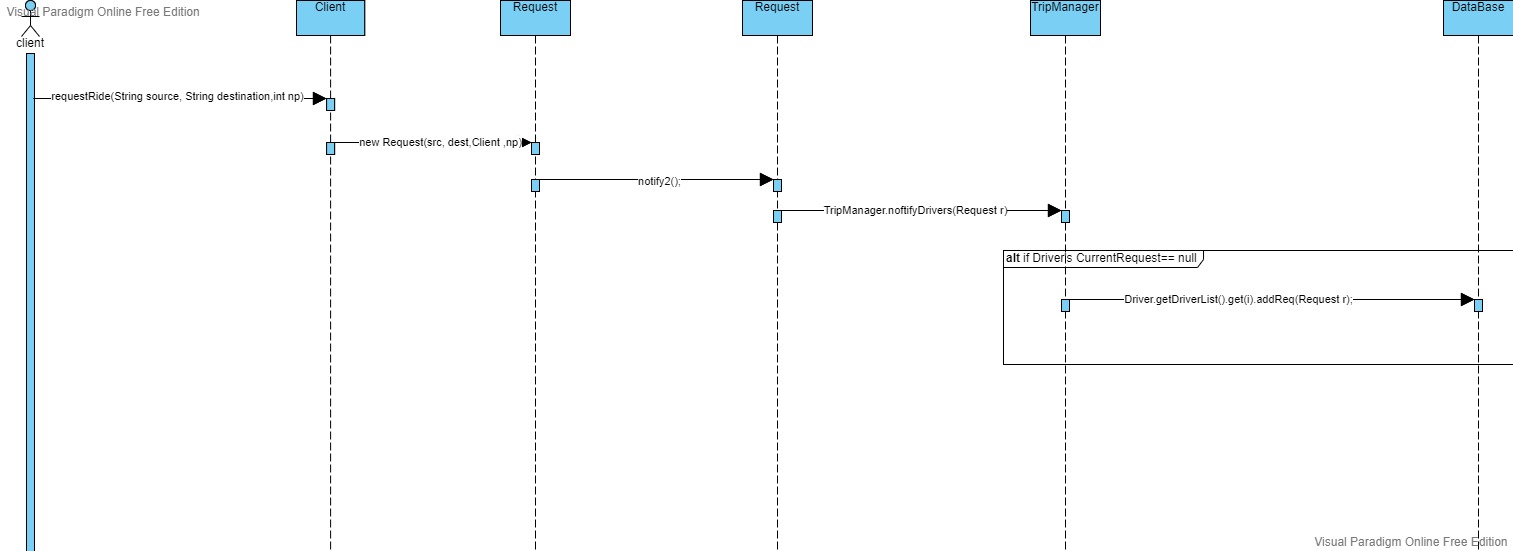 Visual Paradigm Online Free Edition
Client
Request
Request
TripManager
DataBase
client
requestRide(String source, String destination,int np)
new Request(src, dest,Client ,np)
notify2();
TripManager.noftifyDrivers(Request r)
alt if Driver's CurrentRequest== null
Driver.getDriverList().get(i).addReq(Request r);
Visual Paradigm Online Free Edition